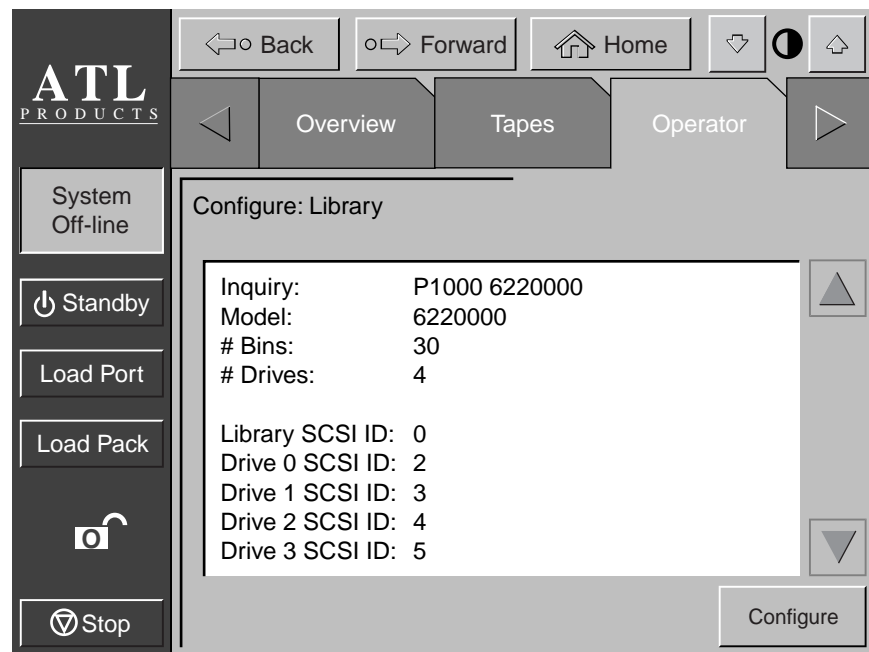 Back
Forward
Home
ATL
PRODUCTS
Overview
Tapes
Operator
System
Off-line
Configure: Library
Standby
Load Port
Load Pack
O
Stop
Inquiry: P1000 6220000
Model: 6220000
# Bins: 30
# Drives: 4
Library SCSI ID: 0
Drive 0 SCSI ID: 2
Drive 1 SCSI ID: 3
Drive 2 SCSI ID: 4
Drive 3 SCSI ID: 5
Configure